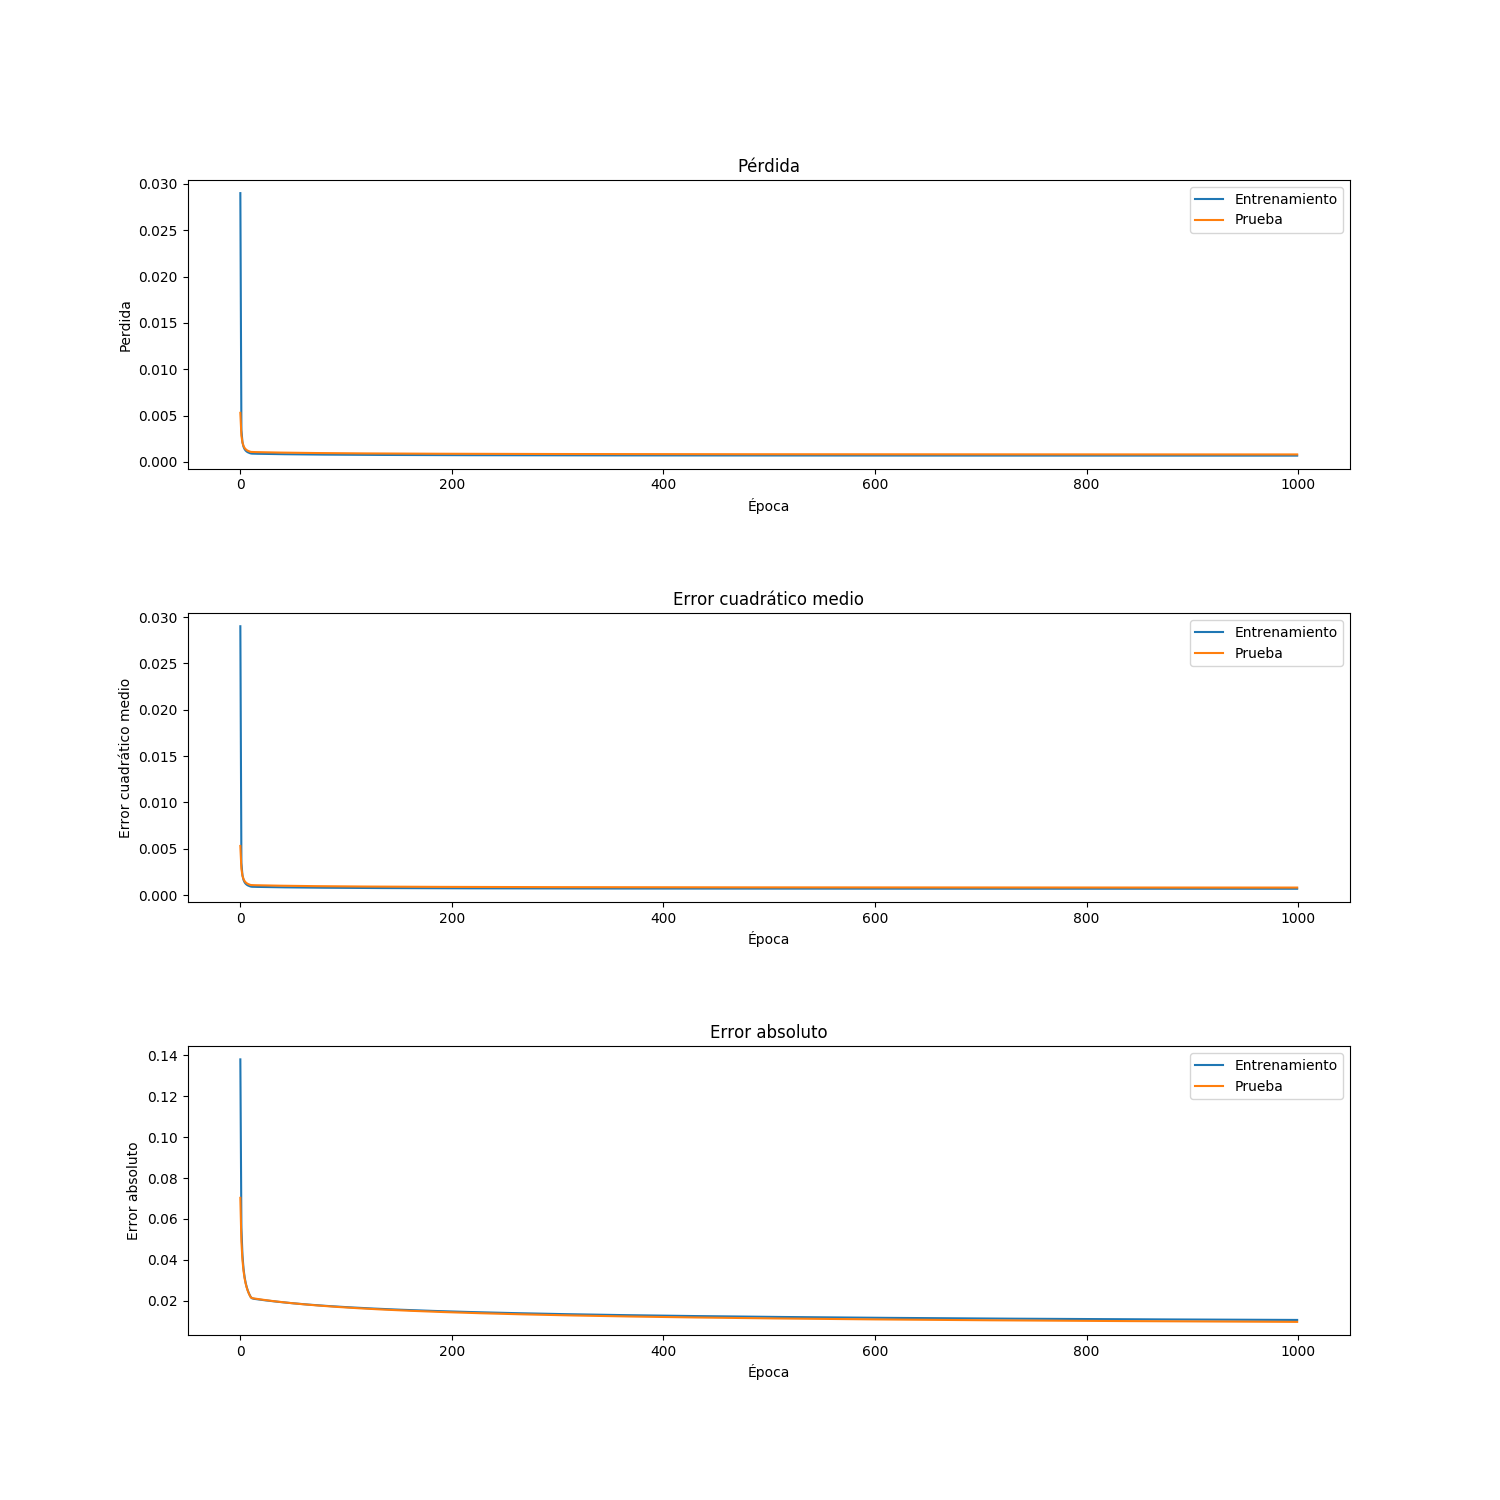 Pérdida
0.030
0.025
0.020
0.015
0.010
0.005
0.000
Perdida
Entrenamiento
Prueba
0 200 400 600 800 1000
Época
Error cuadrático medio
0.030
0.025
0.020
0.015
0.010
0.005
0.000
Error cuadrático medio
Entrenamiento
Prueba
0 200 400 600 800 1000
Época
Error absoluto
0.14
0.12
0.10
0.08
0.06
0.04
0.02
Error absoluto
Entrenamiento
Prueba
0 200 400 600 800 1000
Época